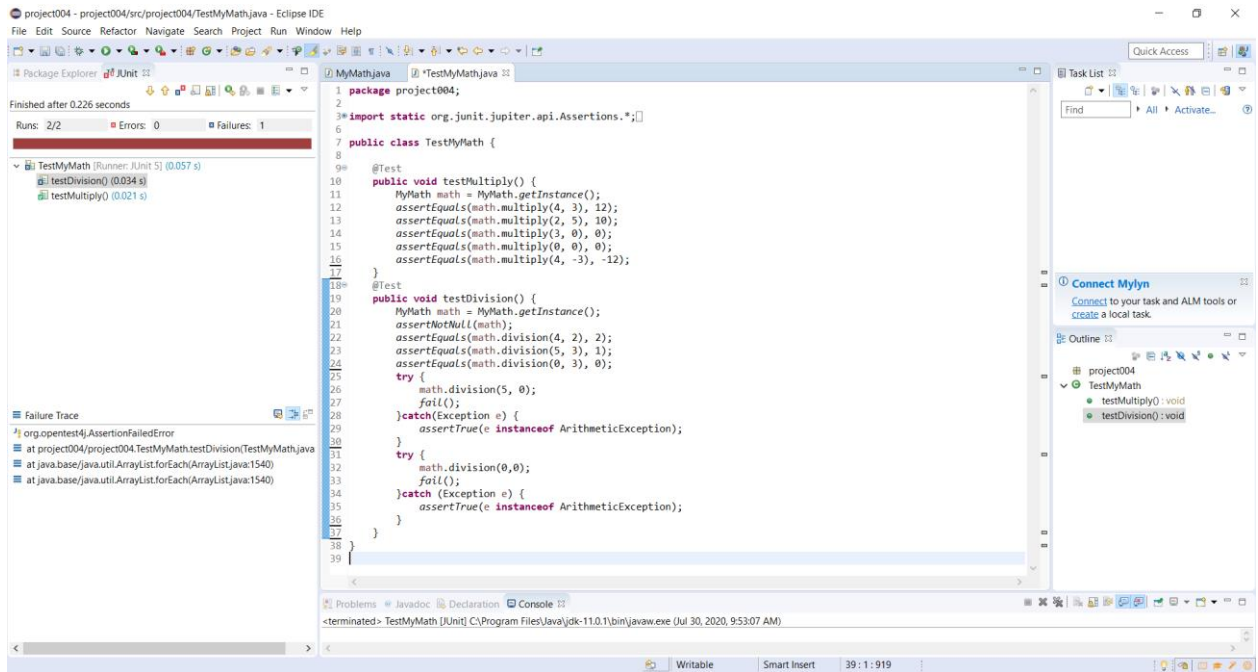 project004 - project004/src/project004/TestMyMath.java - Eclipse IDE
File Edit Source Refactor Navigate Search Project Run Window Help
Quick Access
Package Explorer JUnit
Finished after 0.226 seconds
Runs: 2/2 Errors: 0 Failures: 1
TestMyMath [Runner: JUnit 5] (0.057 s)
testDivision() (0.034 s)
testMultiply() (0.021 s)
Failure Trace
org.opentest4j.AssertionFailedError
at project004/project004.TestMyMath.testDivision(TestMyMath.java
at java.base/java.util.ArrayList.forEach(ArrayList.java:1540)
at java.base/java.util.ArrayList.forEach(ArrayList.java:1540)
MyMath.java *TestMyMath.java
1 package project004;
2
3 import static org.junit.jupiter.api.Assertions.*;
6
7 public class TestMyMath {
8
9 @Test
10 public void testMultiply() {
11 MyMath math = MyMath.getInstance();
12 assertEquals(math.multiply(4, 3), 12);
13 assertEquals(math.multiply(2, 5), 10);
14 assertEquals(math.multiply(3, 0), 0);
15 assertEquals(math.multiply(0, 0), 0);
16 assertEquals(math.multiply(4, -3), -12);
17 }
18 @Test
19 public void testDivision() {
20 MyMath math = MyMath.getInstance();
21 assertNotNull(math);
22 assertEquals(math.division(4, 2), 2);
23 assertEquals(math.division(5, 3), 1);
24 assertEquals(math.division(0, 3), 0);
25 try {
26 math.division(5, 0);
27 fail();
28 }catch(Exception e) {
29 assertTrue(e instanceof ArithmeticException);
30 }
31 try {
32 math.division(0,0);
33 fail();
34 }catch (Exception e) {
35 assertTrue(e instanceof ArithmeticException);
36 }
37 }
38 }
39
Problems Javadoc Declaration Console
<terminated> TestMyMath [JUnit] C:\Program Files\Java\jdk-11.0.1\bin\javaw.exe (Jul 30, 2020, 9:53:07 AM)
Task List
Find All Activate...
Connect Mylyn
Connect to your task and ALM tools or
create a local task.
Outline
project004
TestMyMath
testMultiply() : void
testDivision() : void
Writable Smart Insert 39 : 1 : 919